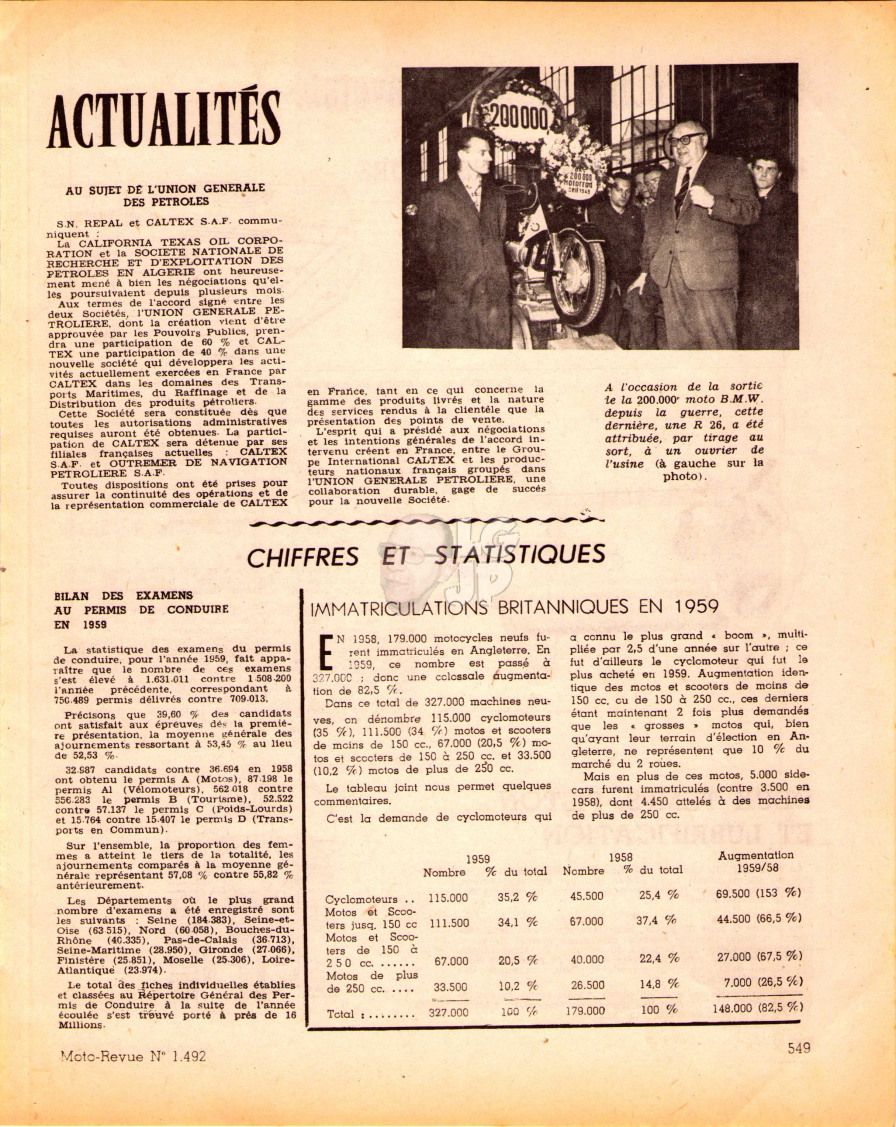 ACTUALITÉS
AU SUJET DE L'UNION GENERALE
DES PETROLES
S.N. REPAL et CALTEX S.A.F. commu-
niquent :
La CALIFORNIA TEXAS OIL CORPO-
RATION et la SOCIETE NATIONALE DE
RECHERCHE ET D'EXPLOITATION DES
PETROLES EN ALGERIE ont heureuse-
ment mené à bien les négociations qu'el-
les poursuivaient depuis plusieurs mois.
Aux termes de l'accord signé entre les
deux Sociétés, l'UNION GENERALE PE-
TROLIERE, dont la création vient d'être
approuvée par les Pouvoirs Publics, pren-
dra une participation de 60 % et CAL-
TEX une participation de 40 % dans une
nouvelle société qui développera les acti-
vités actuellement exercées en France par
CALTEX dans les domaines des Trans-
ports Maritimes, du Raffinage et de la
Distribution des produits pétroliers.
Cette Société sera constituée dès que
toutes les autorisations administratives
requises auront été obtenues. La partici-
pation de CALTEX sera détenue par ses
filiales françaises actuelles : CALTEX
S.A.F. et OUTREMER DE NAVIGATION
PETROLIERE S.A.F.
Toutes dispositions ont été prises pour
assurer la continuité des opérations et de
la représentation commerciale de CALTEX
en France, tant en ce qui concerne la
gamme des produits livrés et la nature
des services rendus à la clientèle que la
présentation des points de vente.
L'esprit qui a présidé aux négociations
et les intentions générales de l'accord in-
tervenu créent en France, entre le Grou-
pe International CALTEX et les produc-
teurs nationaux français groupés dans
l'UNION GENERALE PETROLIERE, une
collaboration durable, gage de succés
pour la nouvelle Société.
200000
200 000
motorrad
seit 1948
A l'occasion de la sortie
de la 200.000ᵉ moto B.M.W.
depuis la guerre, cette
dernière, une R 26, a été
attribuée, par tirage au
sort, à un ouvrier de
l'usine (à gauche sur la
photo).
CHIFFRES ET STATISTIQUES
BILAN DES EXAMENS
AU PERMIS DE CONDUIRE
EN 1959
La statistique des examens du permis
de conduire, pour l'année 1959, fait appa-
raître que le nombre de ces examens
s'est élevé à 1.631.011 contre 1.508.200
l'année précédente, correspondant à
750.489 permis délivrés contre 709.013.
Précisons que 39,60 % des candidats
ont satisfait aux épreuves dès la premiè-
re présentation, la moyenne générale des
ajournements ressortant à 53,45 % au lieu
de 52,53 %.
32.987 candidats contre 36.694 en 1958
ont obtenu le permis A (Motos), 87.198 le
permis A1 (Vélomoteurs), 562.018 contre
556.283 le permis B (Tourisme), 52.522
contre 57.137 le permis C (Poids-Lourds)
et 15.764 contre 15.407 le permis D (Trans-
ports en Commun).
Sur l'ensemble, la proportion des fem-
mes a atteint le tiers de la totalité, les
ajournements comparés à la moyenne gé-
nérale représentant 57,08 % contre 55,82 %
antérieurement.
Les Départements où le plus grand
nombre d'examens a été enregistré sont
les suivants : Seine (184.383), Seine-et-
Oise (63.515), Nord (60.058), Bouches-du-
Rhône (40.335), Pas-de-Calais (36.713),
Seine-Maritime (28.950), Gironde (27.066),
Finistère (25.851), Moselle (25.306), Loire-
Atlantique (23.974).
Le total des fiches individuelles établies
et classées au Répertoire Général des Per-
mis de Conduire à la suite de l'année
écoulée s'est trouvé porté à près de 16
Millions.
IMMATRICULATIONS BRITANNIQUES EN 1959
EN 1958, 179.000 motocycles neufs fu-
rent immatriculés en Angleterre. En
1959, ce nombre est passé à
327.000 ; donc une colossale augmenta-
tion de 82,5 %.
Dans ce total de 327.000 machines neu-
ves, on dénombre 115.000 cyclomoteurs
(35 %), 111.500 (34 %) motos et scooters
de moins de 150 cc., 67.000 (20,5 %) mo-
tos et scooters de 150 à 250 cc. et 33.500
(10,2 %) motos de plus de 250 cc.
Le tableau joint nous permet quelques
commentaires.
C'est la demande de cyclomoteurs qui
a connu le plus grand « boom », multi-
pliée par 2,5 d'une année sur l'autre ; ce
fut d'ailleurs le cyclomoteur qui fut le
plus acheté en 1959. Augmentation iden-
tique des motos et scooters de moins de
150 cc. ou de 150 à 250 cc., ces derniers
étant maintenant 2 fois plus demandés
que les « grosses » motos qui, bien
qu'ayant leur terrain d'élection en An-
gleterre, ne représentent que 10 % du
marché du 2 roues.
Mais en plus de ces motos, 5.000 side-
cars furent immatriculés (contre 3.500 en
1958), dont 4.450 attelés à des machines
de plus de 250 cc.
1959 1958 Augmentation
Nombre % du total Nombre % du total 1959/58
Cyclomoteurs .. 115.000 35,2 % 45.500 25,4 % 69.500 (153 %)
Motos et Scoo-
ters jusq. 150 cc 111.500 34,1 % 67.000 37,4 % 44.500 (66,5 %)
Motos et Scoo-
ters de 150 à
250 cc. ...... 67.000 20,5 % 40.000 22,4 % 27.000 (67,5 %)
Motos de plus
de 250 cc. .... 33.500 10,2 % 26.500 14,8 % 7.000 (26,5 %)
Total : ........ 327.000 100 % 179.000 100 % 148.000 (82,5 %)
Moto-Revue N° 1.492
549